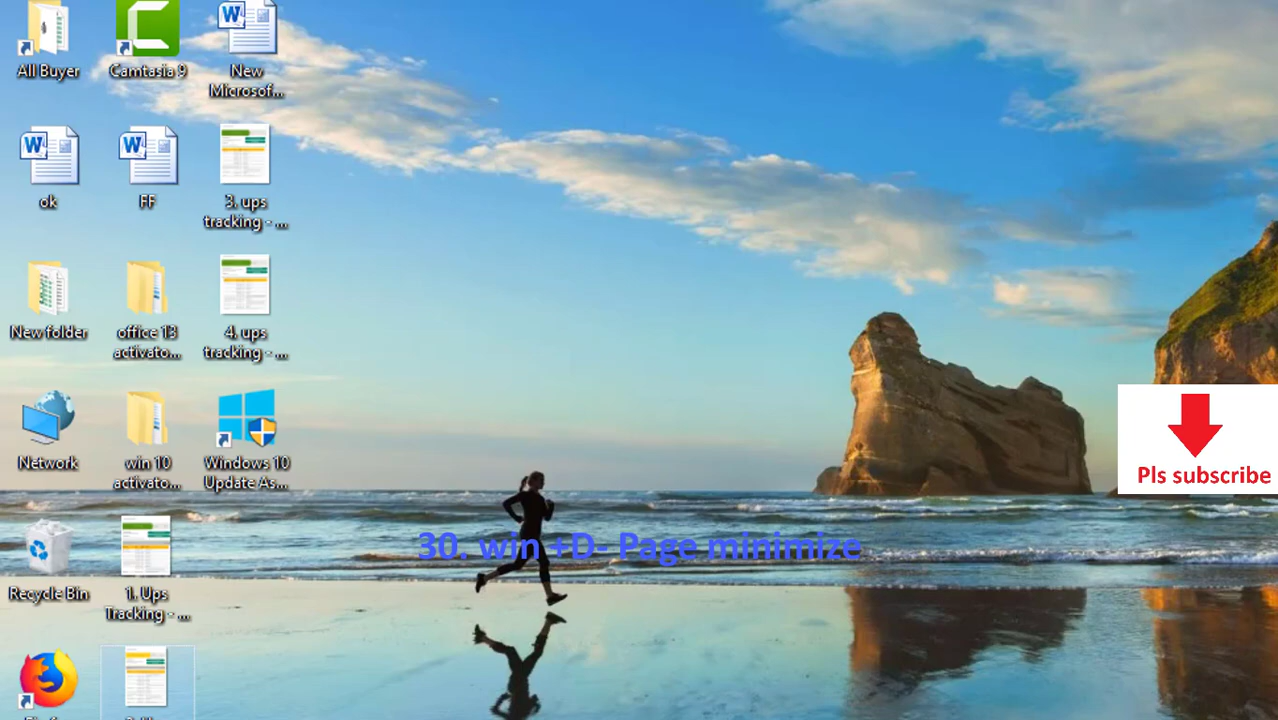 All Buyer
Camtasia 9
New
Microsof...
ok
FF
3. ups
tracking - ...
New folder
office 13
activato...
4. ups
tracking - ...
Network
win 10
activato...
Windows 10
Update As...
Pls subscribe
30. win +D- Page minimize
Recycle Bin
1. Ups
Tracking - ...